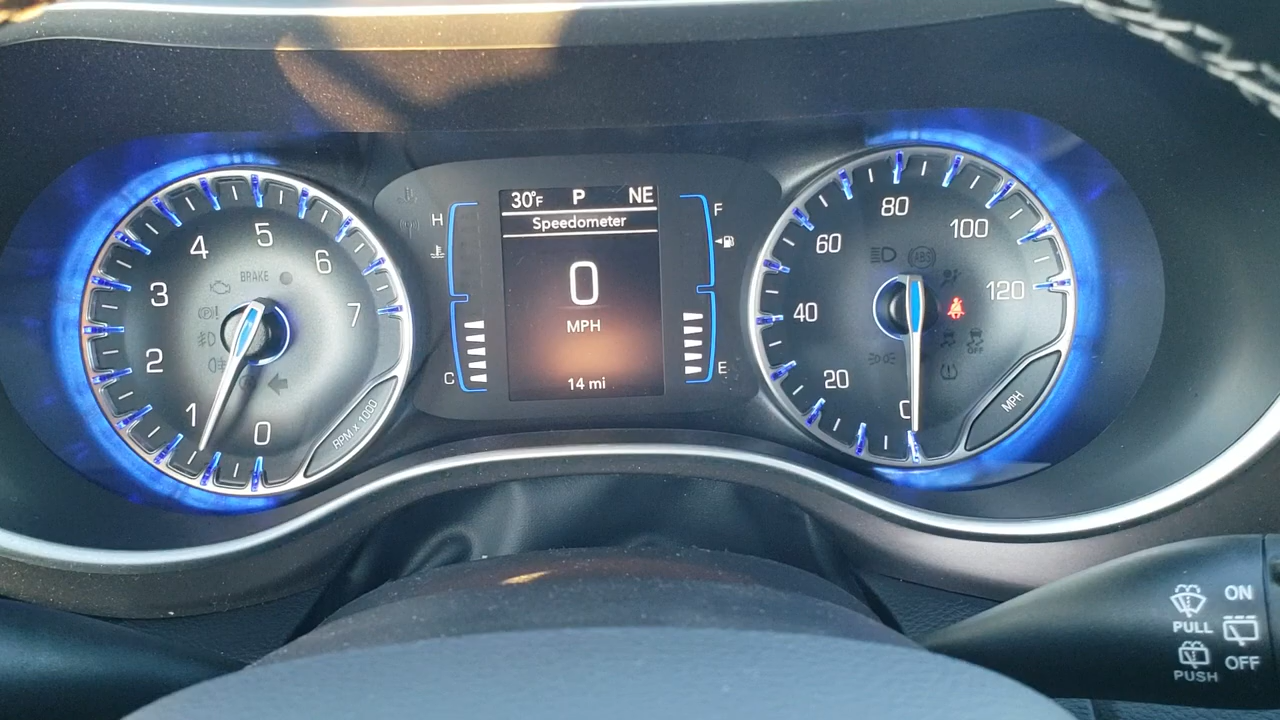 30°F P NE
Speedometer
0
MPH
14 mi
H
C
F
E
0
1
2
3
4
5
6
7
BRAKE
RPM x 1000
20
40
60
80
100
120
ABS
OFF
MPH
ON
PULL
OFF
PUSH